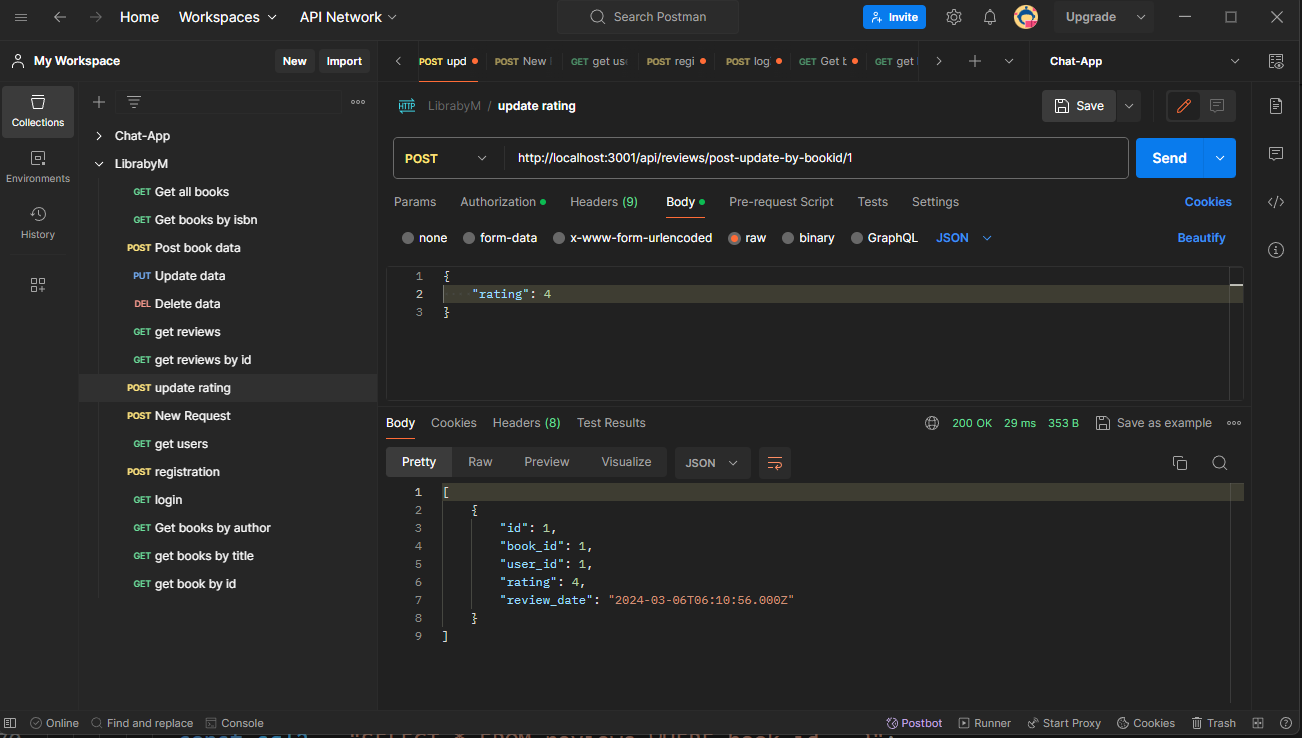 Home Workspaces API Network Search Postman Invite Upgrade
My Workspace New Import
POST upd POST New GET get us POST regi POST log GET Get b GET get Chat-App
Collections
Environments
History
Chat-App
LibrabyM
GET Get all books
GET Get books by isbn
POST Post book data
PUT Update data
DEL Delete data
GET get reviews
GET get reviews by id
POST update rating
POST New Request
GET get users
POST registration
GET login
GET Get books by author
GET get books by title
GET get book by id
HTTP LibrabyM / update rating Save
POST http://localhost:3001/api/reviews/post-update-by-bookid/1 Send
Params Authorization Headers (9) Body Pre-request Script Tests Settings Cookies
none form-data x-www-form-urlencoded raw binary GraphQL JSON Beautify
1 {
2 "rating": 4
3 }
Body Cookies Headers (8) Test Results 200 OK 29 ms 353 B Save as example
Pretty Raw Preview Visualize JSON
1 [
2 {
3 "id": 1,
4 "book_id": 1,
5 "user_id": 1,
6 "rating": 4,
7 "review_date": "2024-03-06T06:10:56.000Z"
8 }
9 ]
Online Find and replace Console Postbot Runner Start Proxy Cookies Trash